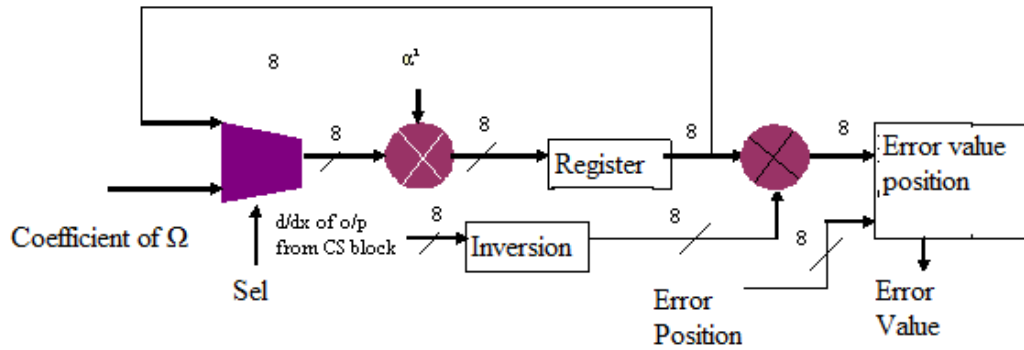 8
α¹
8
8
8
8
Register
Error value
position
Coefficient of Ω
d/dx of o/p
from CS block
8
Inversion
8
8
Sel
Error
Position
Error
Value